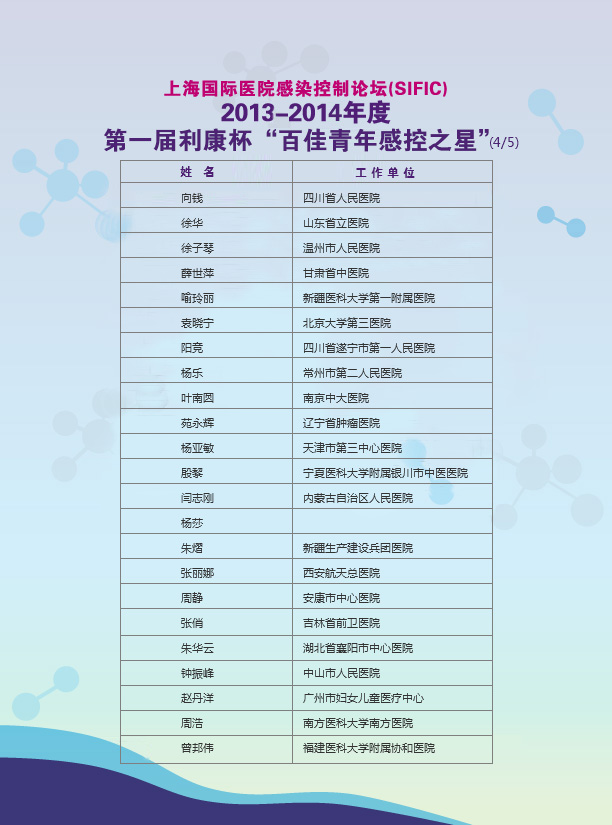 上海国际医院感染控制论坛(SIFIC)
2013–2014年度
第一届利康杯“百佳青年感控之星”(4/5)
姓 名 工作单位
向钱 四川省人民医院
徐华 山东省立医院
徐子琴 温州市人民医院
薛世萍 甘肃省中医院
喻玲丽 新疆医科大学第一附属医院
袁晓宁 北京大学第三医院
阳竞 四川省遂宁市第一人民医院
杨乐 常州市第二人民医院
叶南圆 南京中大医院
苑永辉 辽宁省肿瘤医院
杨亚敏 天津市第三中心医院
殷黎 宁夏医科大学附属银川市中医医院
闫志刚 内蒙古自治区人民医院
杨莎
朱熠 新疆生产建设兵团医院
张丽娜 西安航天总医院
周静 安康市中心医院
张俏 吉林省前卫医院
朱华云 湖北省襄阳市中心医院
钟振峰 中山市人民医院
赵丹洋 广州市妇女儿童医疗中心
周浩 南方医科大学南方医院
曾邦伟 福建医科大学附属协和医院